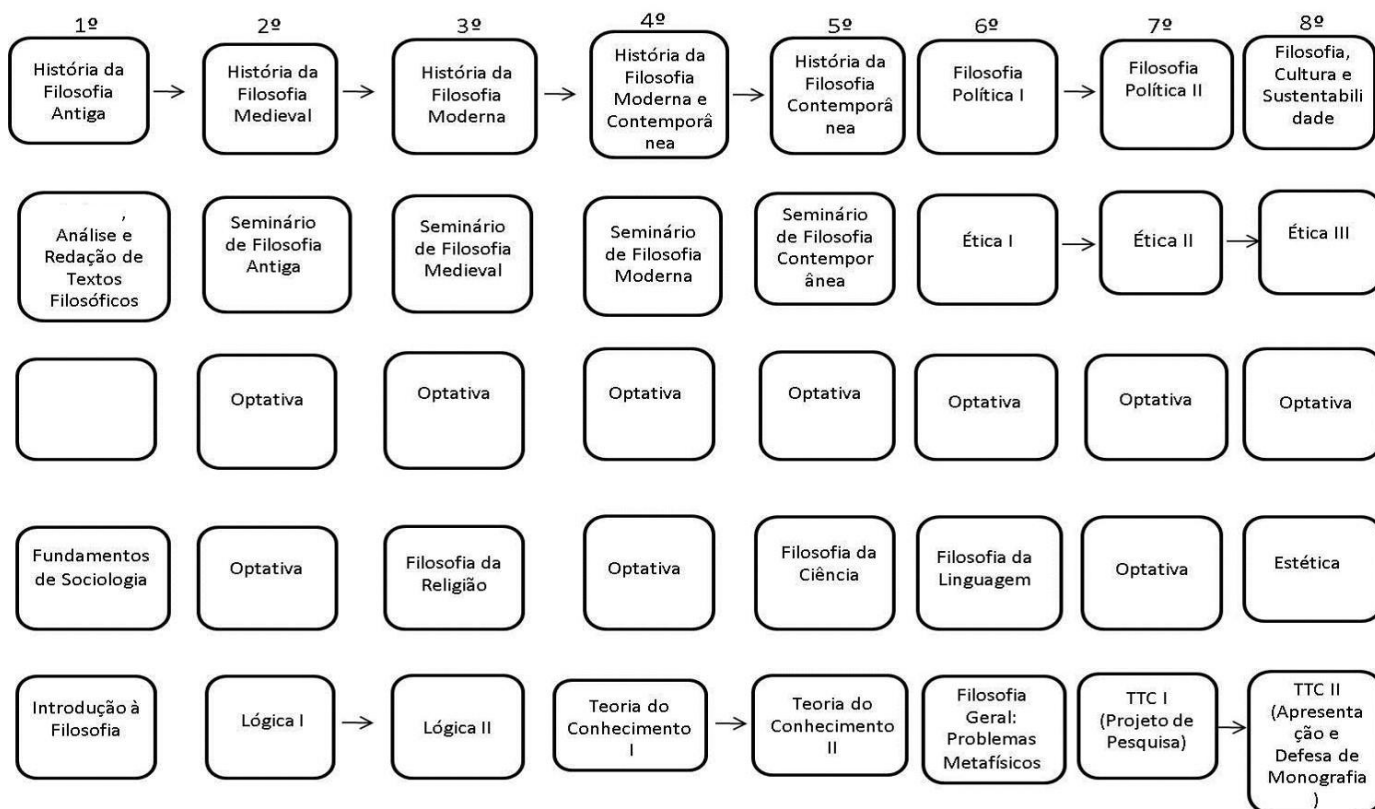 1º
2º
3º
4º
5º
6º
7º
8º
História da
Filosofia
Antiga
História da
Filosofia
Medieval
História da
Filosofia
Moderna
História da
Filosofia
Moderna e
Contemporâ
nea
História da
Filosofia
Contemporâ
nea
Filosofia
Política I
Filosofia
Política II
Filosofia,
Cultura e
Sustentabili
dade
,
Análise e
Redação de
Textos
Filosóficos
Seminário
de Filosofia
Antiga
Seminário
de Filosofia
Medieval
Seminário
de Filosofia
Moderna
Seminário
de Filosofia
Contempor
ânea
Ética I
Ética II
Ética III
Optativa
Optativa
Optativa
Optativa
Optativa
Optativa
Optativa
Fundamentos
de Sociologia
Optativa
Filosofia da
Religião
Optativa
Filosofia da
Ciência
Filosofia da
Linguagem
Optativa
Estética
Introdução à
Filosofia
Lógica I
Lógica II
Teoria do
Conhecimento
I
Teoria do
Conhecimento
II
Filosofia
Geral:
Problemas
Metafísicos
TTC I
(Projeto de
Pesquisa)
TTC II
(Apresenta
ção e
Defesa de
Monografia
)